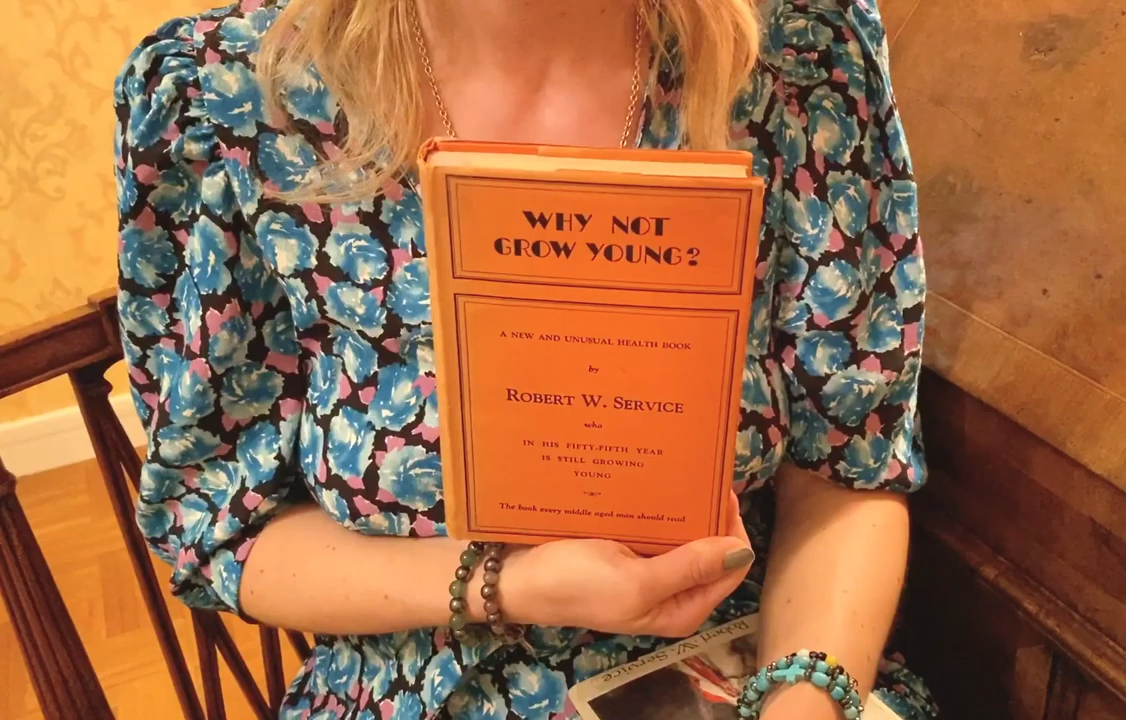 WHY NOT
GROW YOUNG?
A NEW AND UNUSUAL HEALTH BOOK
by
ROBERT W. SERVICE
who
IN HIS FIFTY-FIFTH YEAR
IS STILL GROWING
YOUNG
The book every middle aged man should read
Robert W. Service